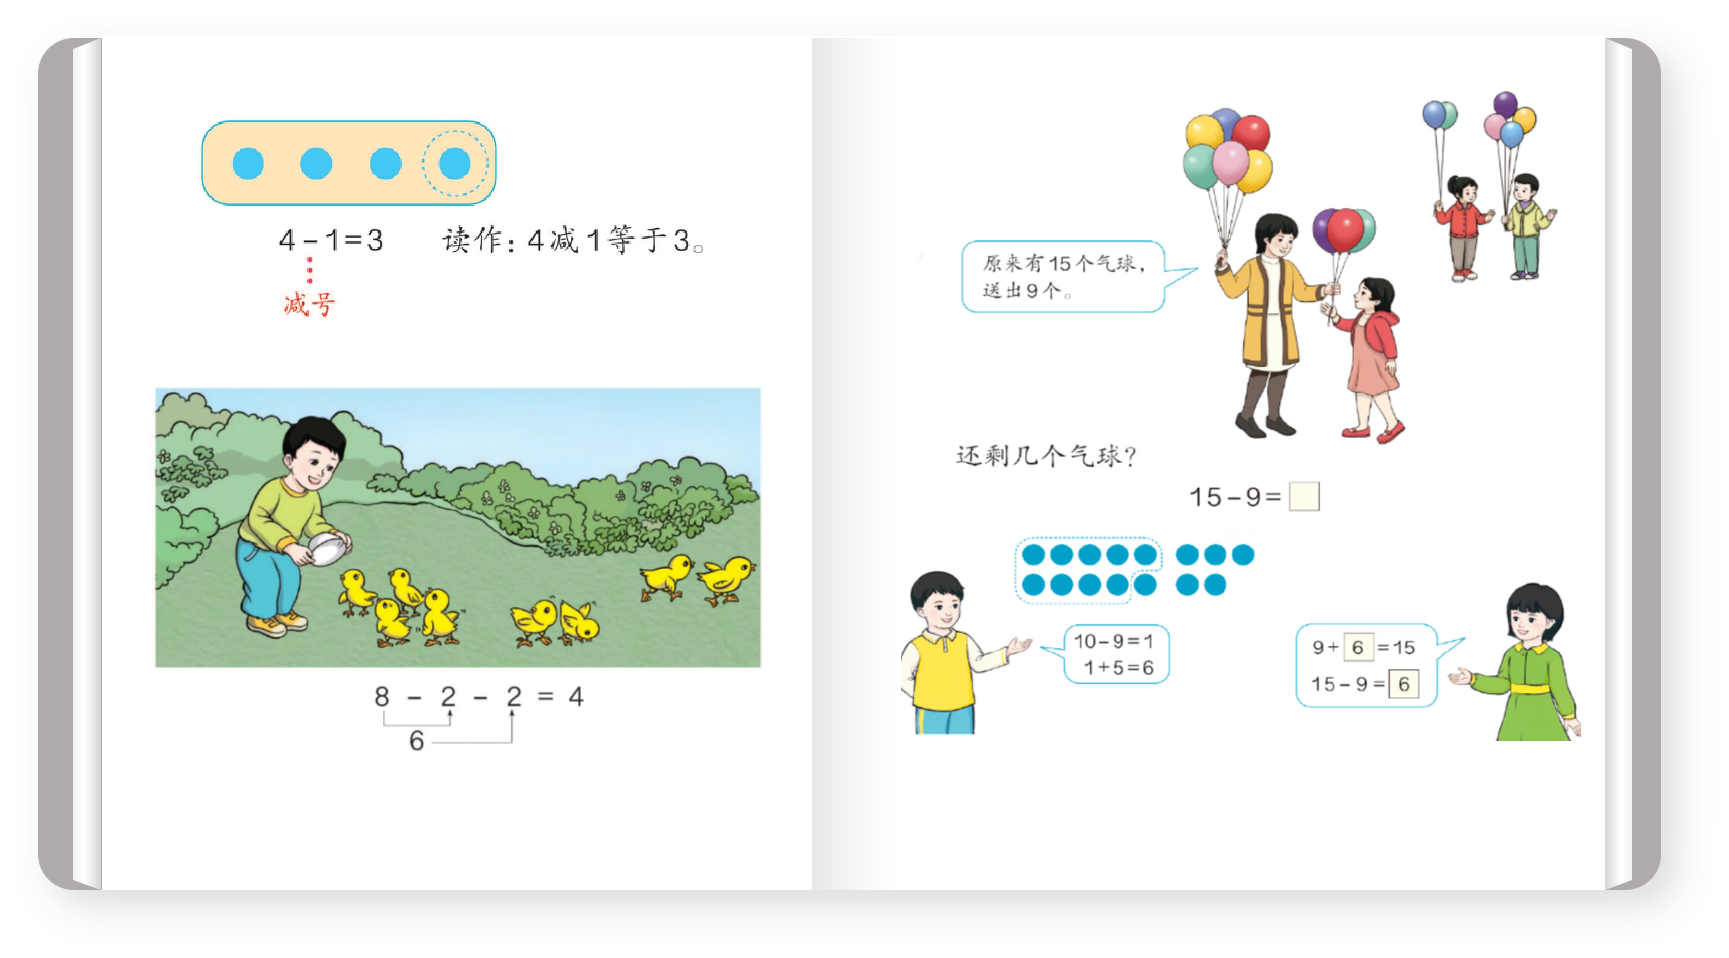 4-1=3 读作：4减1等于3。
减号
8 - 2 - 2 = 4
6
原来有15个气球，
送出9个。
还剩几个气球？
15-9=
10-9=1
1+5=6
9+6=15
15-9=6